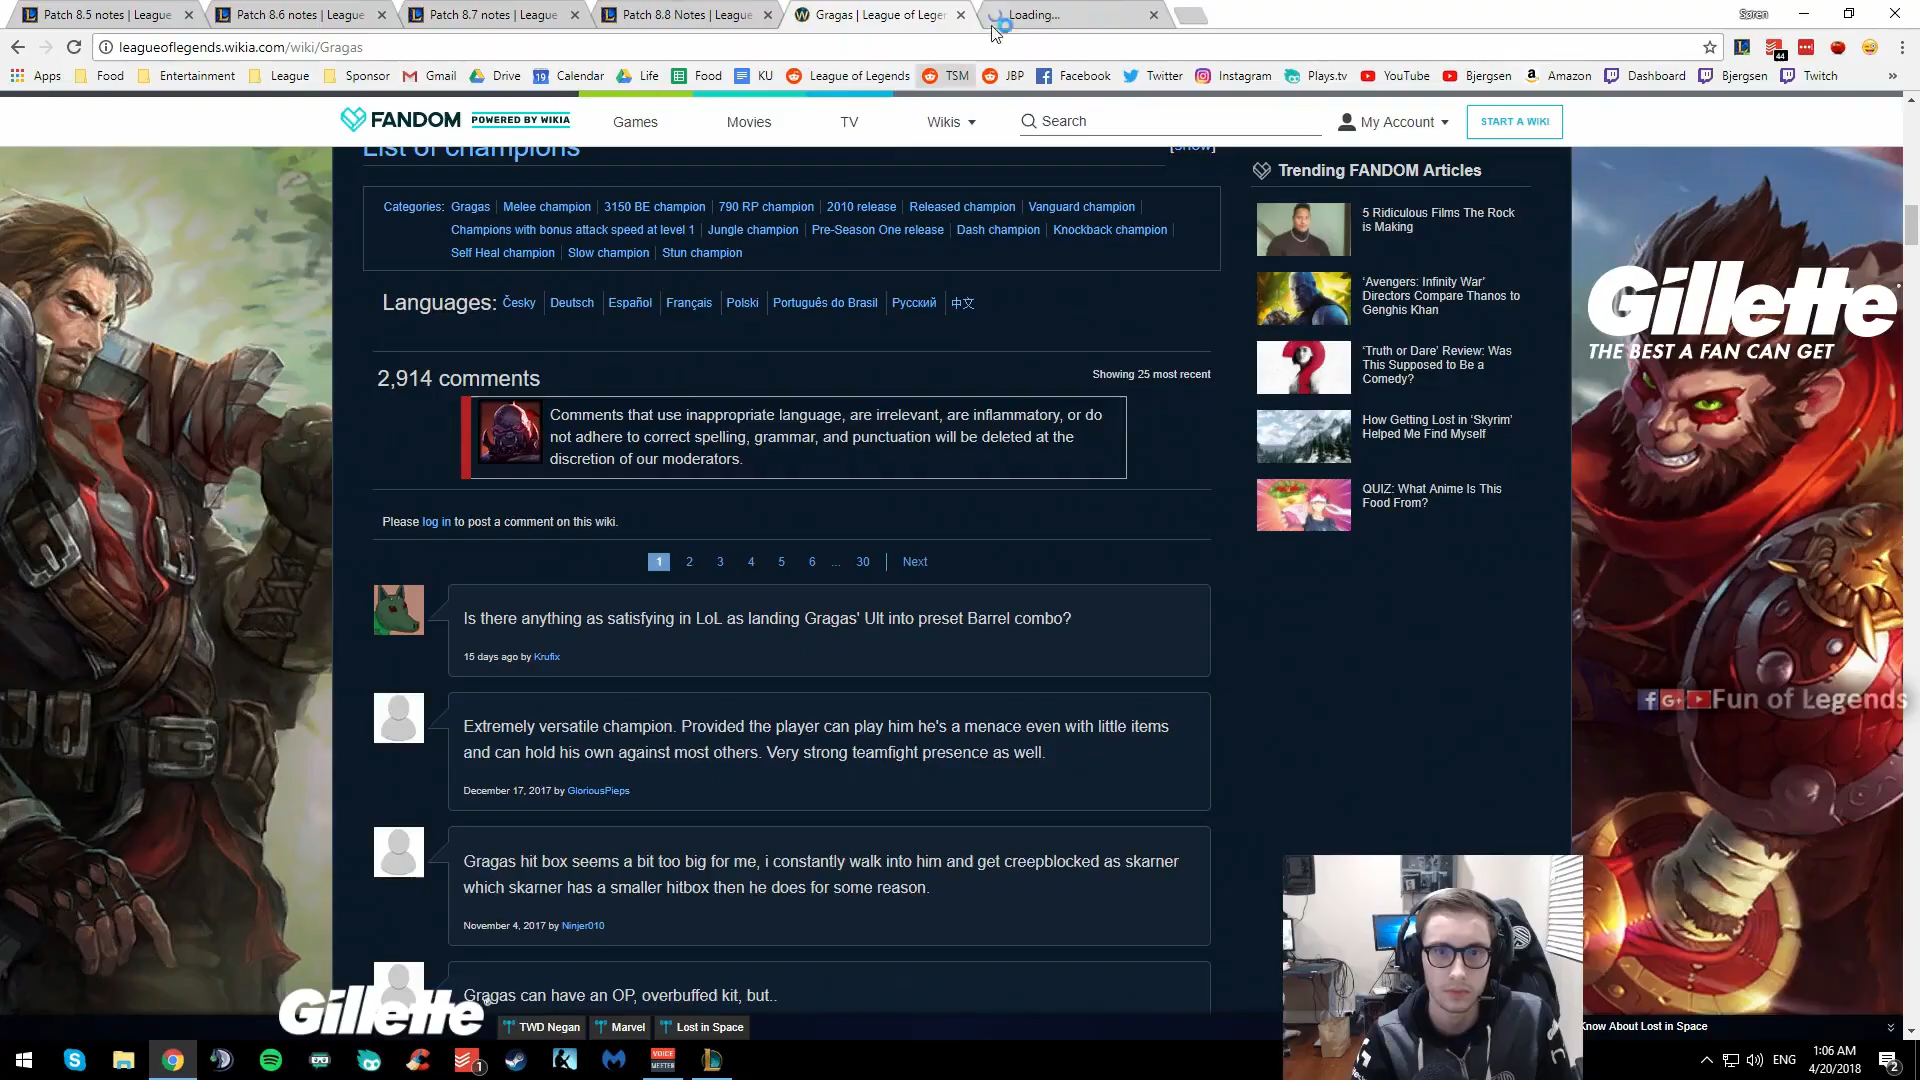 Patch 8.5 notes | League
Patch 8.6 notes | League
Patch 8.7 notes | League
Patch 8.8 Notes | League
Gragas | League of Leger
Loading...
Søren
leagueoflegends.wikia.com/wiki/Gragas
Apps
Food
Entertainment
League
Sponsor
Gmail
Drive
Calendar
Life
Food
KU
League of Legends
TSM
JBP
Facebook
Twitter
Instagram
Plays.tv
YouTube
Bjergsen
Amazon
Dashboard
Bjergsen
Twitch
FANDOM POWERED BY WIKIA
Games
Movies
TV
Wikis
Search
My Account
START A WIKI
List of champions
[show]
Categories: Gragas Melee champion 3150 BE champion 790 RP champion 2010 release Released champion Vanguard champion
Champions with bonus attack speed at level 1 Jungle champion Pre-Season One release Dash champion Knockback champion
Self Heal champion Slow champion Stun champion
Languages: Česky Deutsch Español Français Polski Português do Brasil Русский 中文
2,914 comments
Showing 25 most recent
Comments that use inappropriate language, are irrelevant, are inflammatory, or do
not adhere to correct spelling, grammar, and punctuation will be deleted at the
discretion of our moderators.
Please log in to post a comment on this wiki.
1 2 3 4 5 6 ... 30 Next
Is there anything as satisfying in LoL as landing Gragas' Ult into preset Barrel combo?
15 days ago by Krufix
Extremely versatile champion. Provided the player can play him he's a menace even with little items
and can hold his own against most others. Very strong teamfight presence as well.
December 17, 2017 by GloriousPieps
Gragas hit box seems a bit too big for me, i constantly walk into him and get creepblocked as skarner
which skarner has a smaller hitbox then he does for some reason.
November 4, 2017 by Ninjer010
Gragas can have an OP, overbuffed kit, but..
Trending FANDOM Articles
5 Ridiculous Films The Rock
is Making
'Avengers: Infinity War'
Directors Compare Thanos to
Genghis Khan
'Truth or Dare' Review: Was
This Supposed to Be a
Comedy?
How Getting Lost in 'Skyrim'
Helped Me Find Myself
QUIZ: What Anime Is This
Food From?
Gillette
THE BEST A FAN CAN GET
Fun of Legends
Gillette
TWD Negan
Marvel
Lost in Space
Know About Lost in Space
VOICE
MEETER
1
44
ENG
1:06 AM
4/20/2018
2